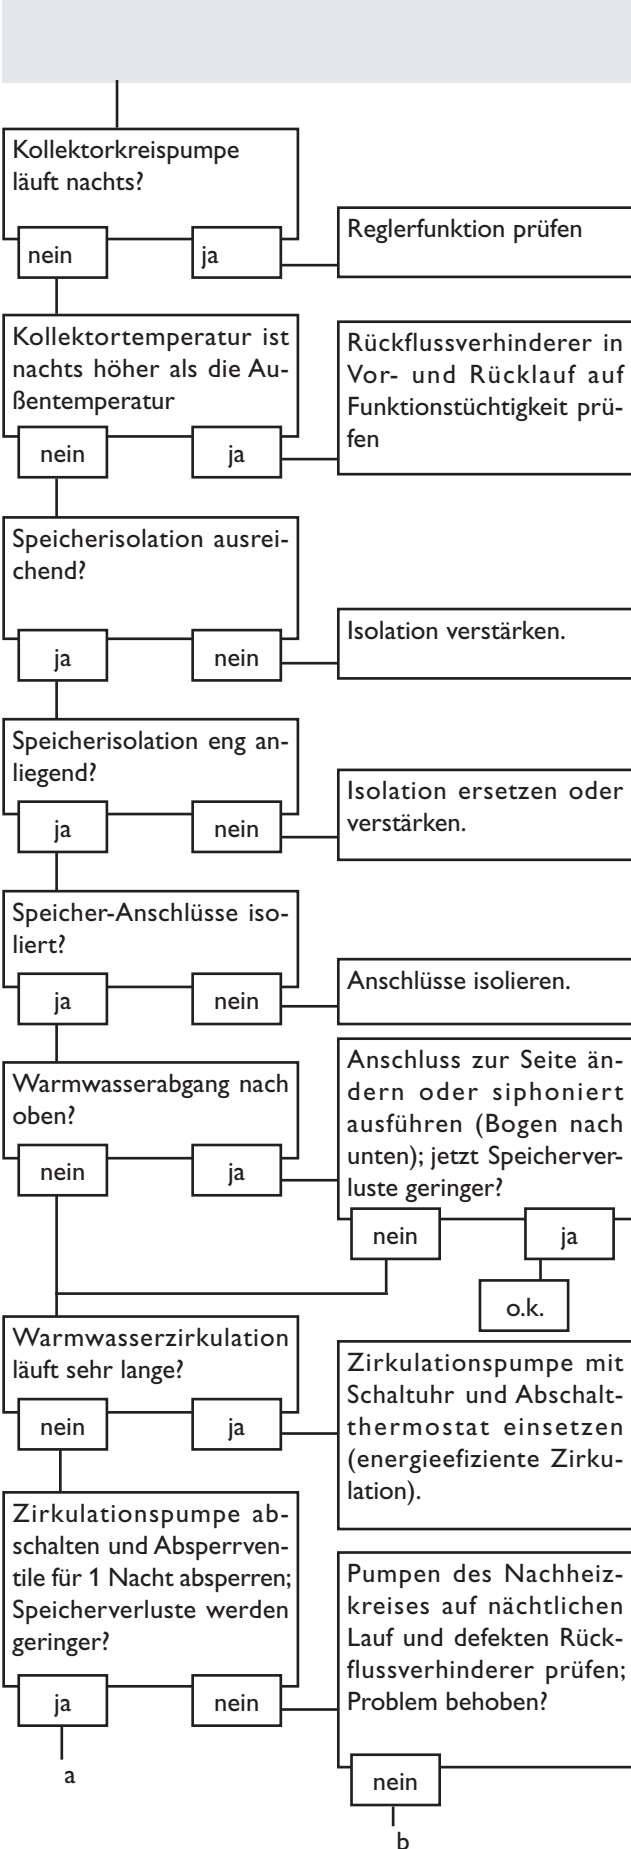 Kollektorkreispumpe
läuft nachts?
nein
ja
Reglerfunktion prüfen
Kollektortemperatur ist
nachts höher als die Au-
ßentemperatur
nein
ja
Rückflussverhinderer in
Vor- und Rücklauf auf
Funktionstüchtigkeit prü-
fen
Speicherisolation ausrei-
chend?
ja
nein
Isolation verstärken.
Speicherisolation eng an-
liegend?
ja
nein
Isolation ersetzen oder
verstärken.
Speicher-Anschlüsse iso-
liert?
ja
nein
Anschlüsse isolieren.
Warmwasserabgang nach
oben?
nein
ja
Anschluss zur Seite än-
dern oder siphoniert
ausführen (Bogen nach
unten); jetzt Speicherver-
luste geringer?
nein
ja
o.k.
Warmwasserzirkulation
läuft sehr lange?
nein
ja
Zirkulationspumpe mit
Schaltuhr und Abschalt-
thermostat einsetzen
(energieefiziente Zirku-
lation).
Zirkulationspumpe ab-
schalten und Absperrven-
tile für 1 Nacht absperren;
Speicherverluste werden
geringer?
ja
nein
a
Pumpen des Nachheiz-
kreises auf nächtlichen
Lauf und defekten Rück-
flussverhinderer prüfen;
Problem behoben?
nein
b